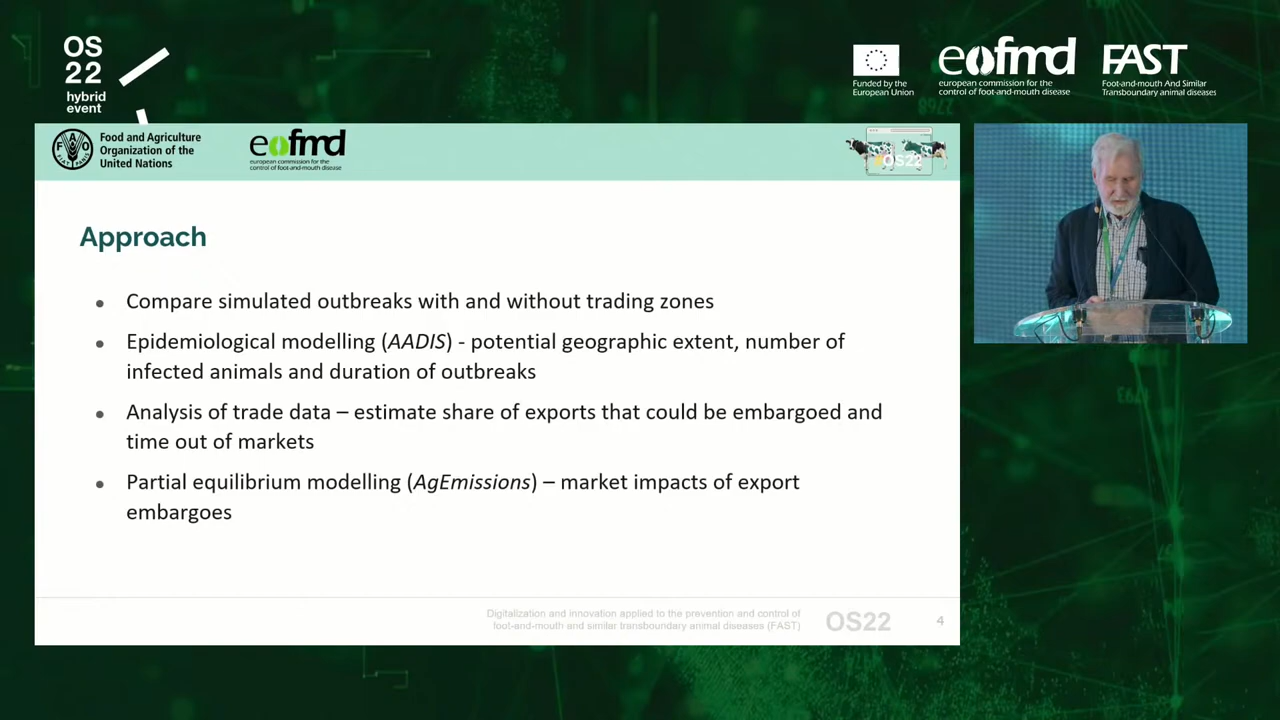 OS
22
hybrid
event
Funded by the
European Union
eofmd
european commission for the
control of foot-and-mouth disease
FAST
Foot-and-mouth And Similar
Transboundary animal diseases
FAO
FIAT PANIS
Food and Agriculture
Organization of the
United Nations
eofmd
european commission for the
control of foot-and-mouth disease
OS22
Approach
• Compare simulated outbreaks with and without trading zones
• Epidemiological modelling (AADIS) - potential geographic extent, number of
infected animals and duration of outbreaks
• Analysis of trade data – estimate share of exports that could be embargoed and
time out of markets
• Partial equilibrium modelling (AgEmissions) – market impacts of export
embargoes
Digitalization and innovation applied to the prevention and control of
foot-and-mouth and similar transboundary animal diseases (FAST)
OS22
4